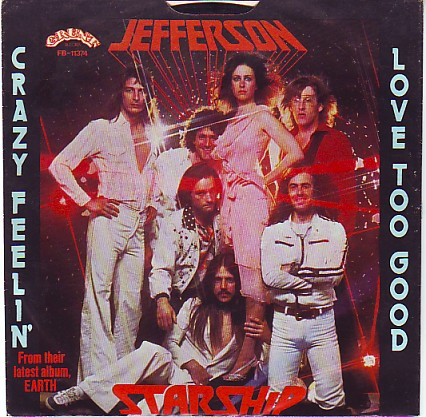 GRUNT
FB-11374
JEFFERSON
CRAZY FEELIN'
LOVE TOO GOOD
From their
latest album,
EARTH
STARSHIP